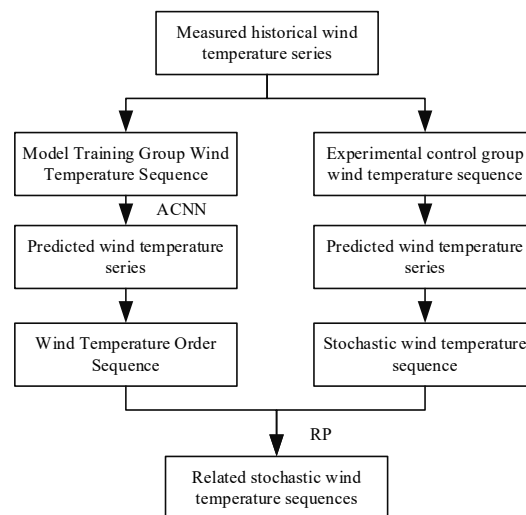 Measured historical wind
temperature series
Model Training Group Wind
Temperature Sequence
Experimental control group
wind temperature sequence
ACNN
Predicted wind temperature
series
Predicted wind temperature
series
Wind Temperature Order
Sequence
Stochastic wind temperature
sequence
RP
Related stochastic wind
temperature sequences